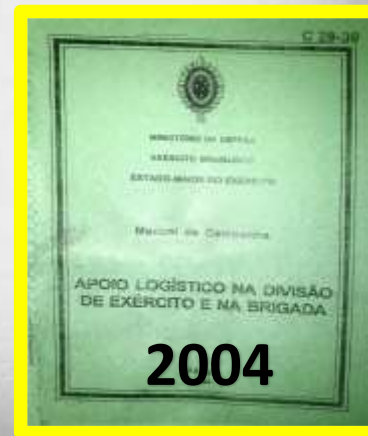 C 29-30
MINISTÉRIO DA DEFESA
EXÉRCITO BRASILEIRO
ESTADO-MAIOR DO EXÉRCITO
Manual de Campanha
APOIO LOGÍSTICO NA DIVISÃO
DE EXÉRCITO E NA BRIGADA
2004